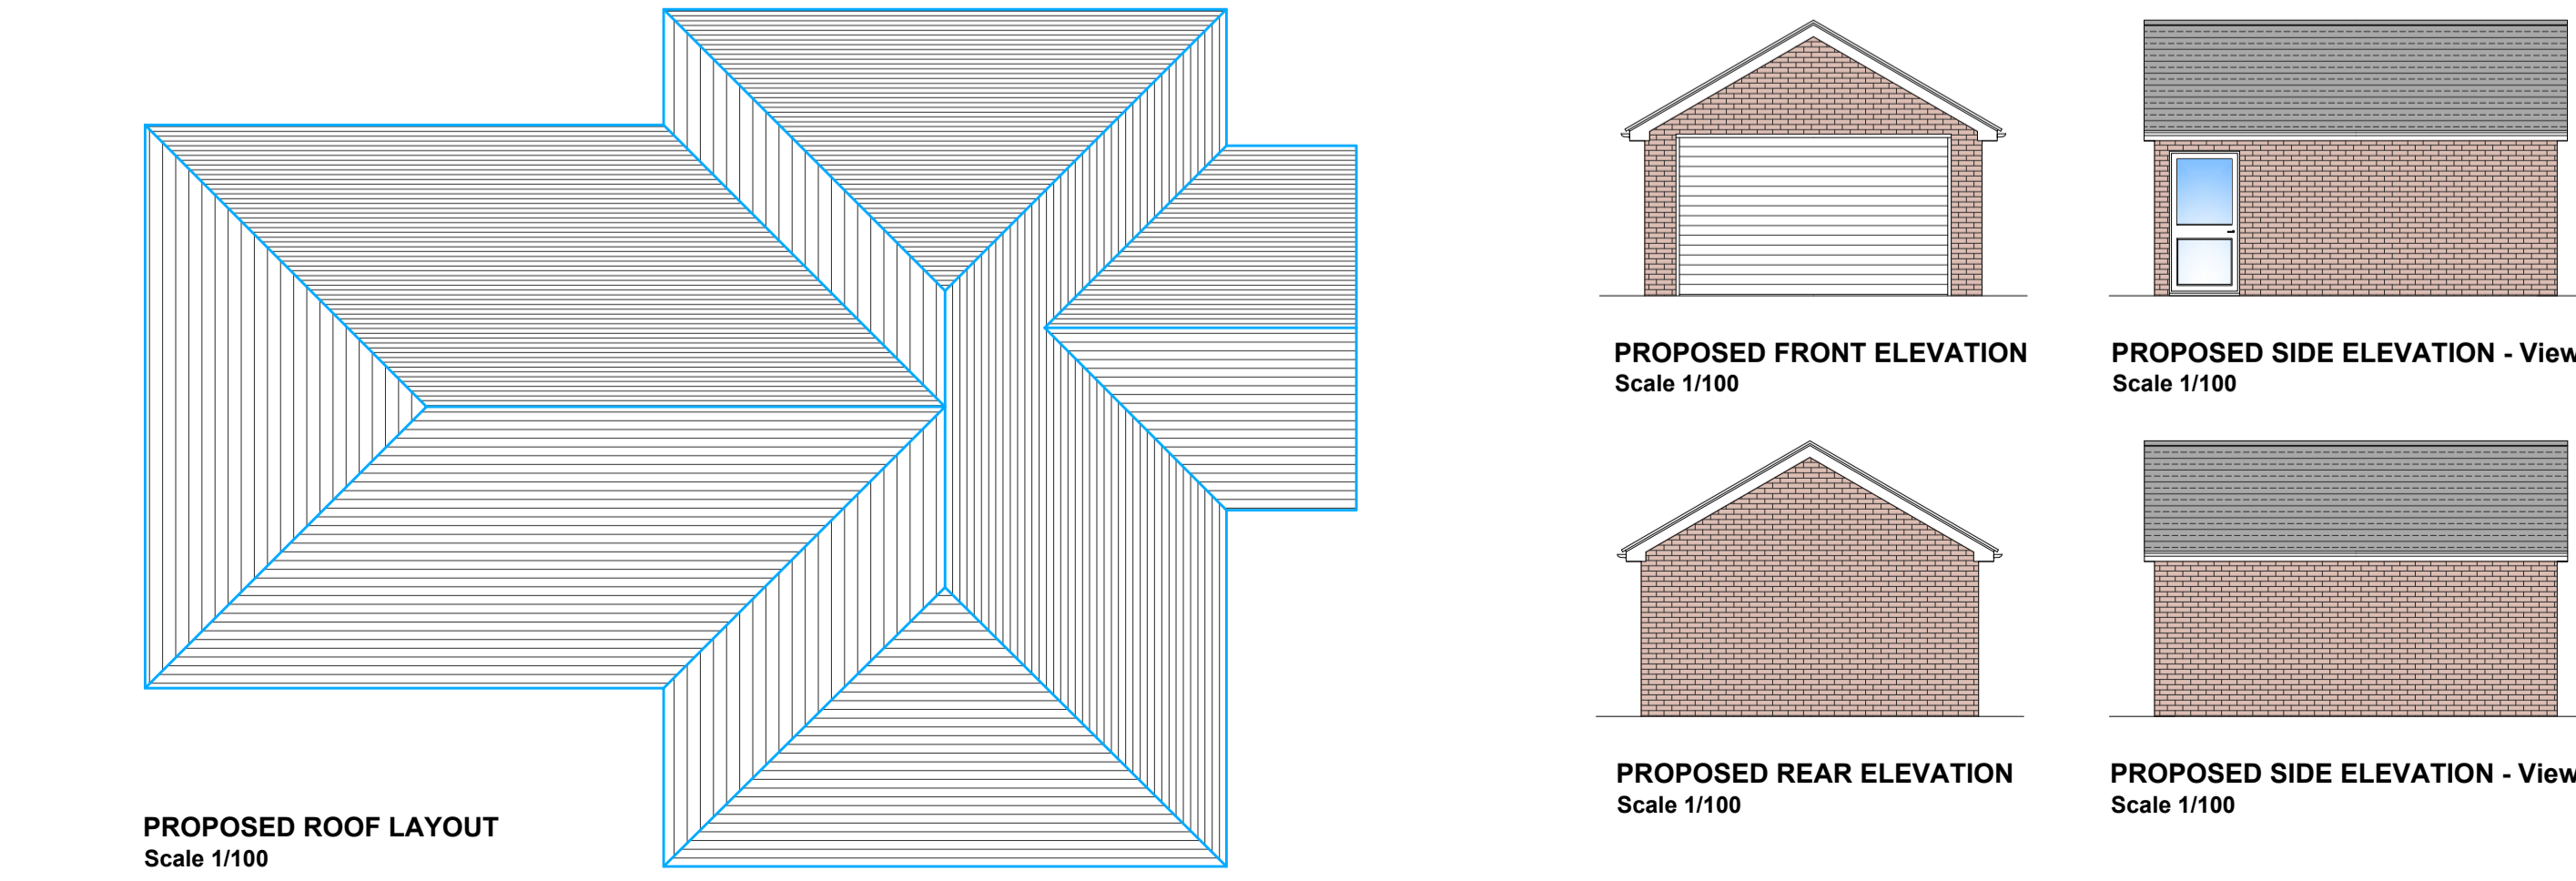 PROPOSED ROOF LAYOUT
Scale 1/100
PROPOSED FRONT ELEVATION
Scale 1/100
PROPOSED SIDE ELEVATION - View
Scale 1/100
PROPOSED REAR ELEVATION
Scale 1/100
PROPOSED SIDE ELEVATION - View
Scale 1/100